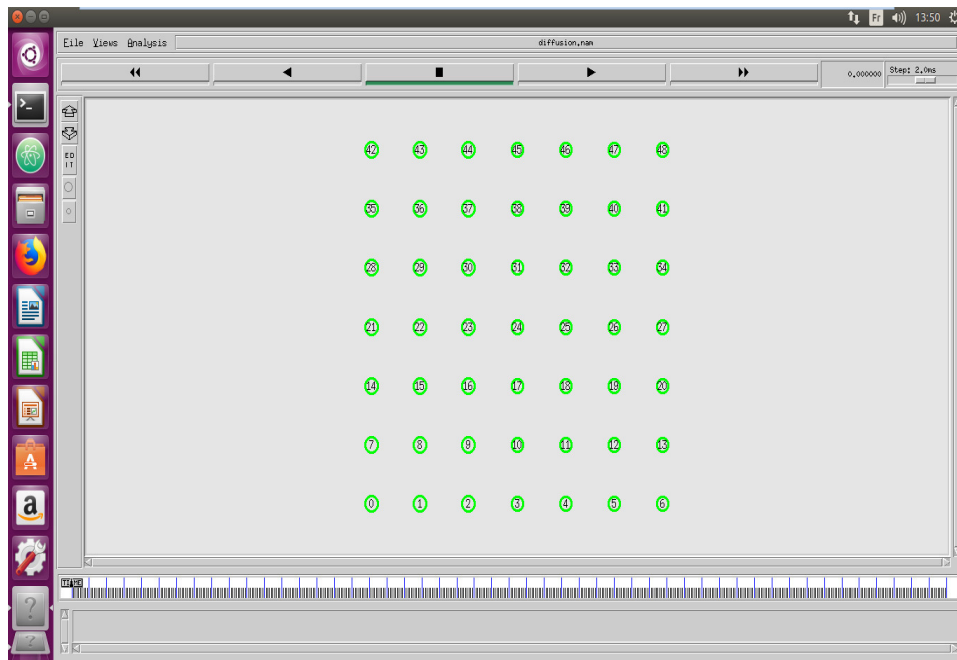 Fr 13:50
File Views Analysis diffusion.nam
0.000000 Step: 2.0ms
ED
IT
42 43 44 45 46 47 48
35 36 37 38 39 40 41
28 29 30 31 32 33 34
21 22 23 24 25 26 27
14 15 16 17 18 19 20
7 8 9 10 11 12 13
0 1 2 3 4 5 6
TIME